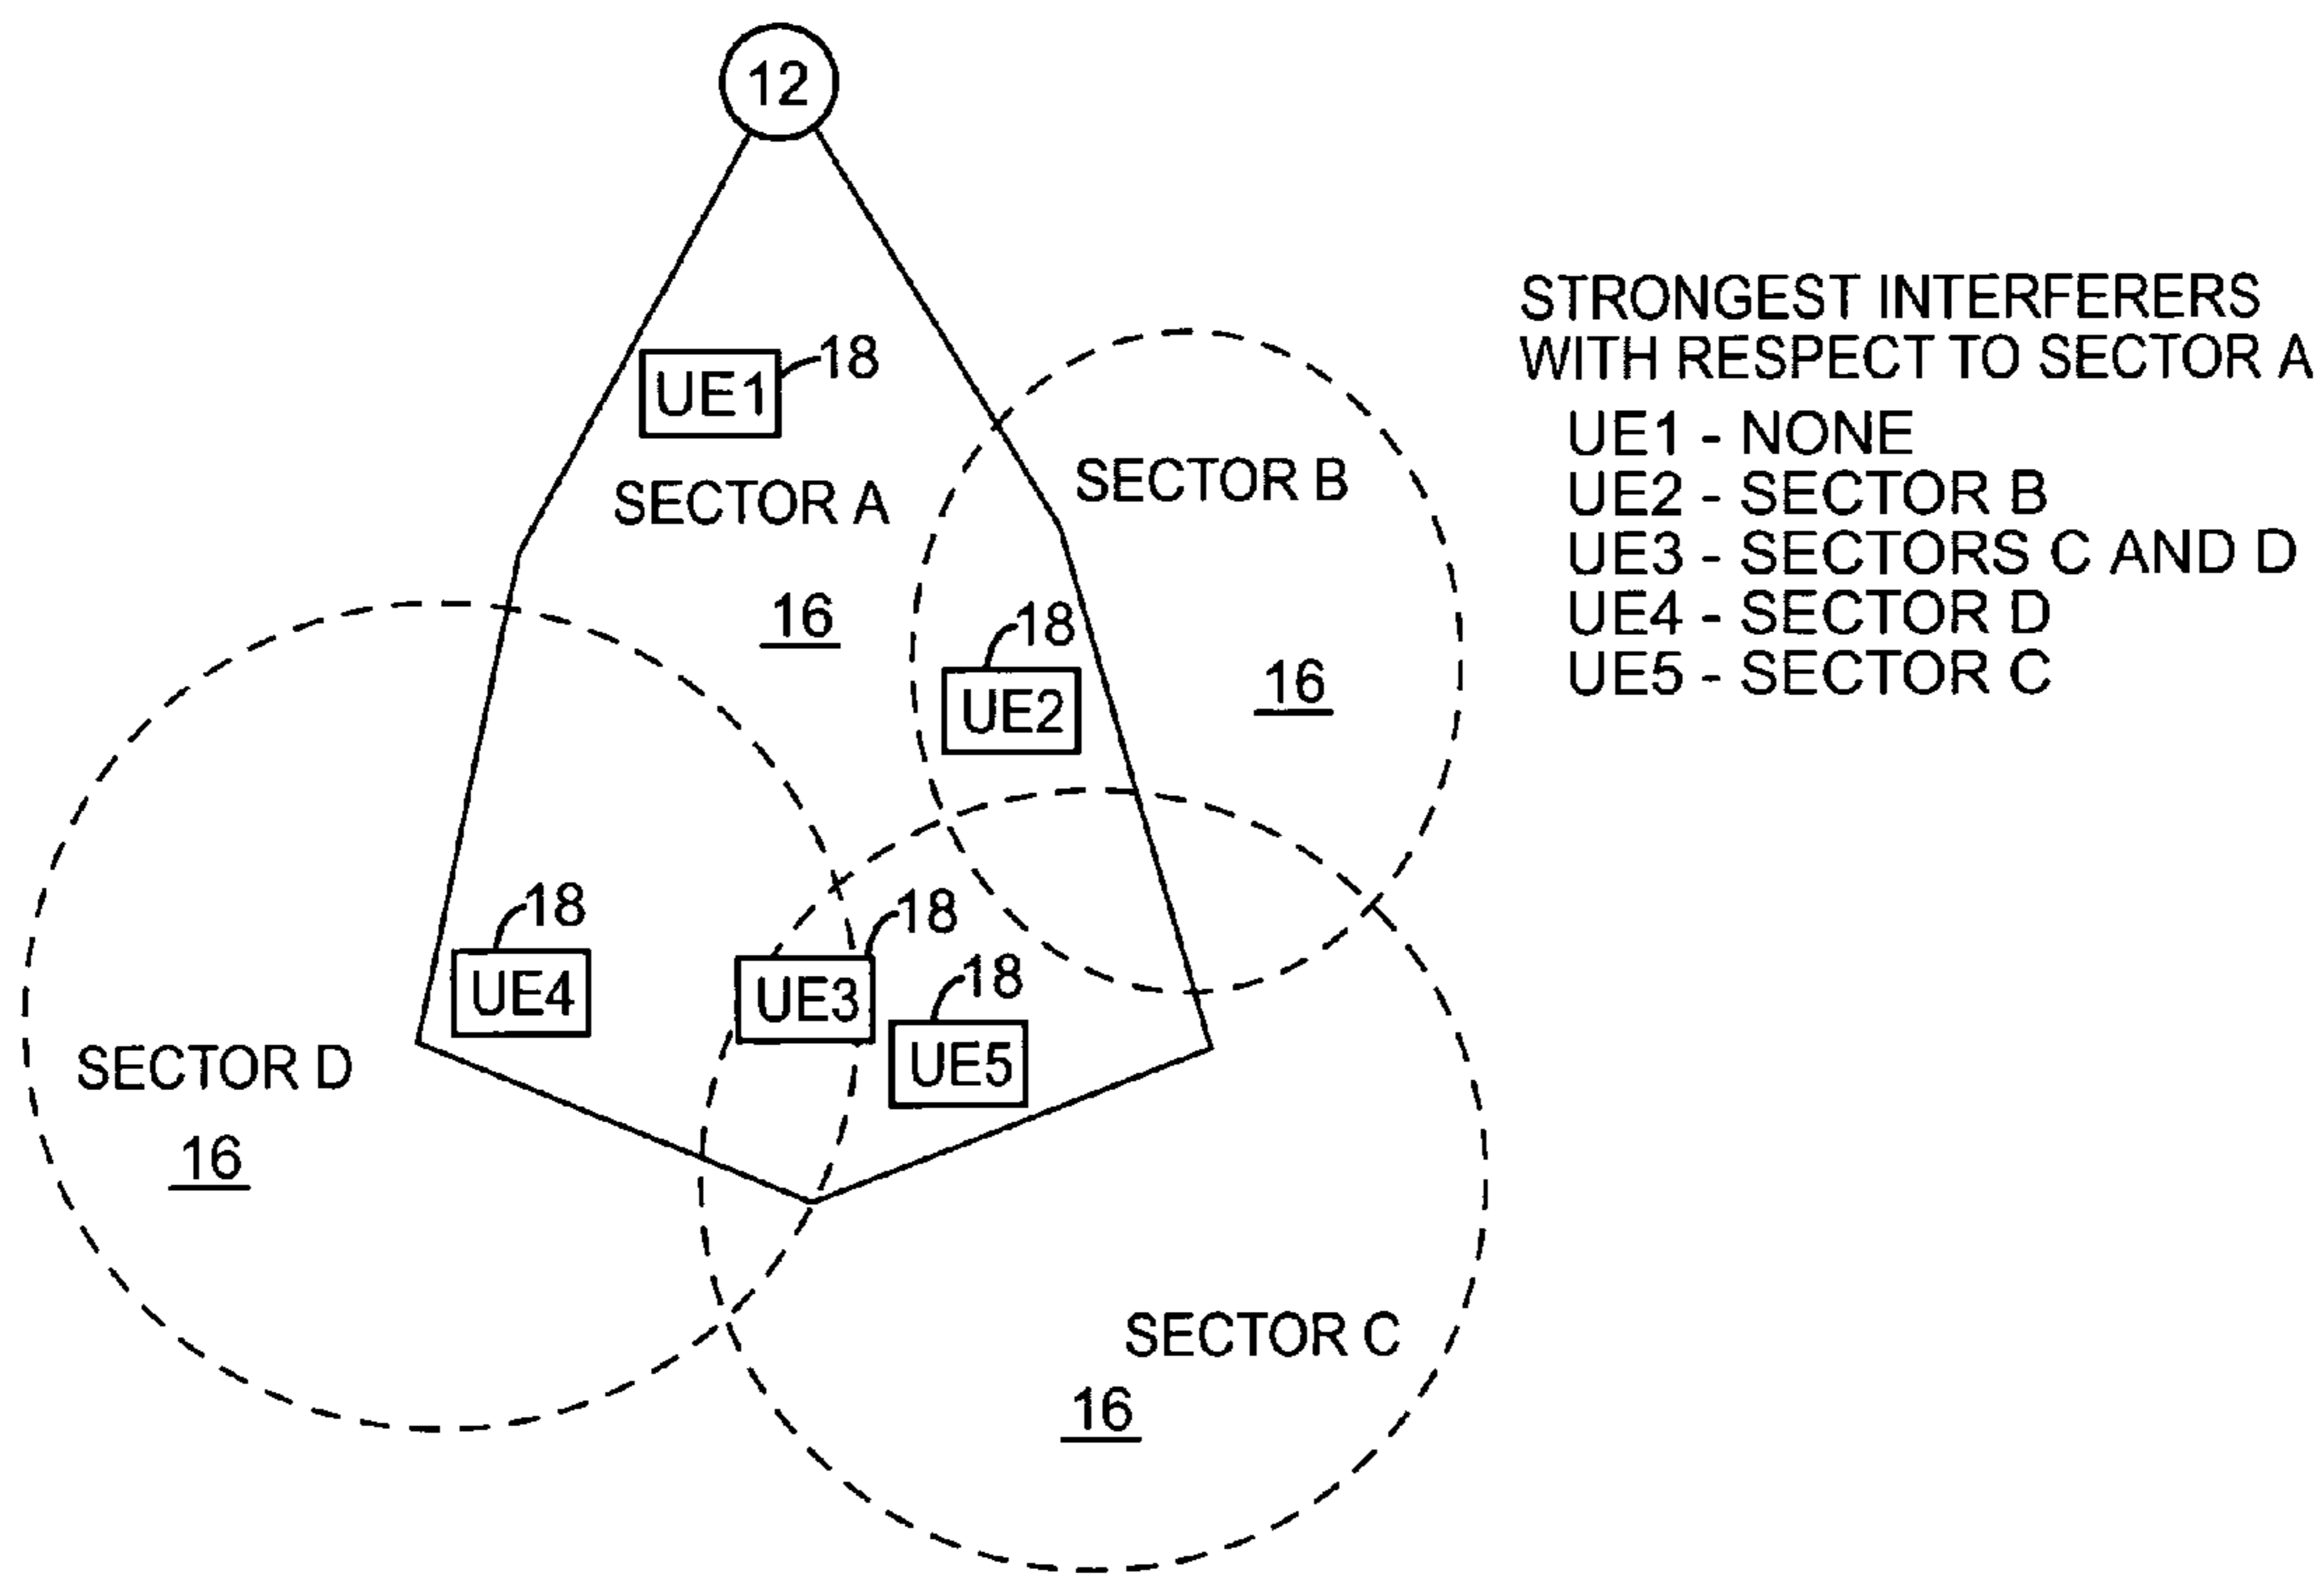 12
18
UE1
SECTOR A
16
SECTOR B
18
UE2
16
STRONGEST INTERFERERS
WITH RESPECT TO SECTOR A
UE1 - NONE
UE2 - SECTOR B
UE3 - SECTORS C AND D
UE4 - SECTOR D
UE5 - SECTOR C
18
UE4
18
UE3
18
UE5
SECTOR D
16
SECTOR C
16